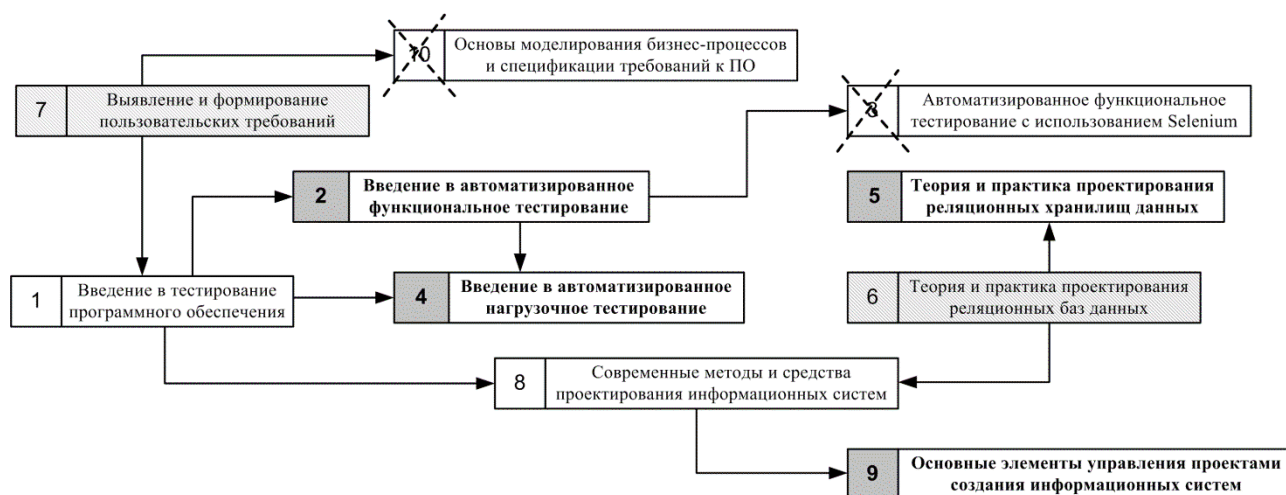 10
Основы моделирования бизнес-процессов
и спецификации требований к ПО
7
Выявление и формирование
пользовательских требований
3
Автоматизированное функциональное
тестирование с использованием Selenium
2
Введение в автоматизированное
функциональное тестирование
5
Теория и практика проектирования
реляционных хранилищ данных
1
Введение в тестирование
программного обеспечения
4
Введение в автоматизированное
нагрузочное тестирование
6
Теория и практика проектирования
реляционных баз данных
8
Современные методы и средства
проектирования информационных систем
9
Основные элементы управления проектами
создания информационных систем